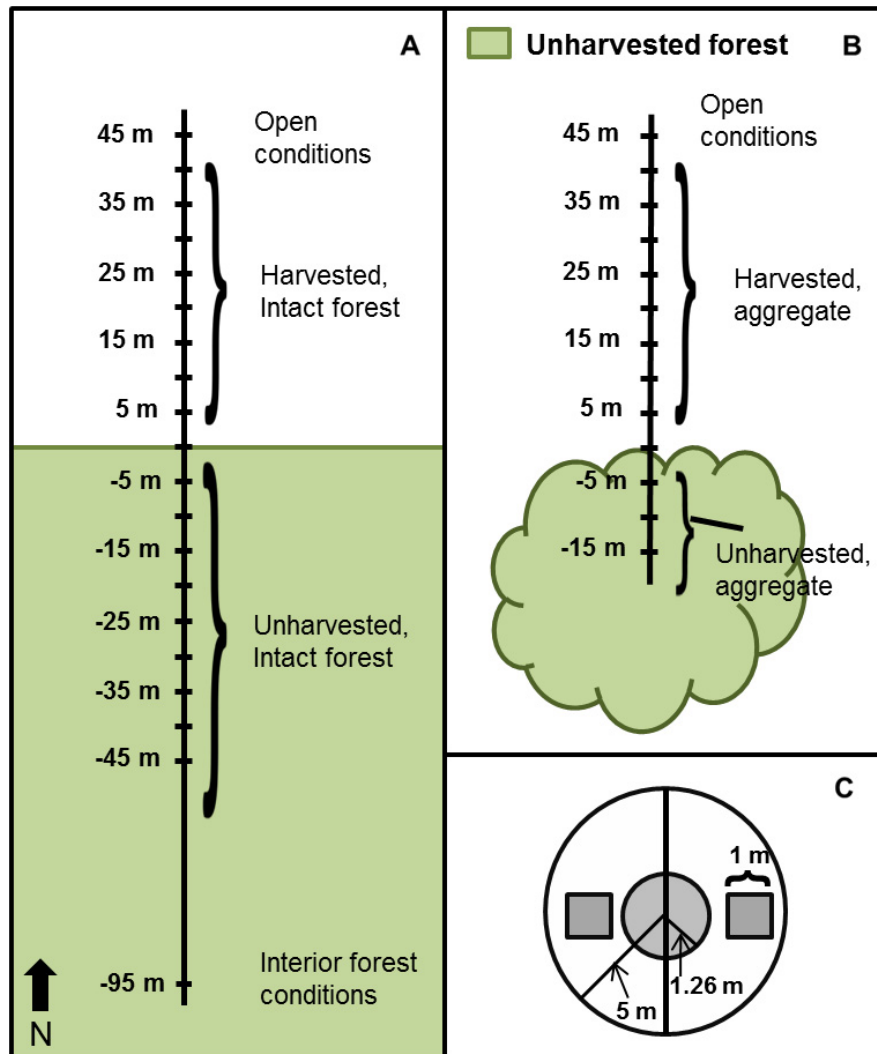 A
45 m
Open
conditions
35 m
25 m
Harvested,
Intact forest
15 m
5 m
-5 m
-15 m
-25 m
Unharvested,
Intact forest
-35 m
-45 m
-95 m
Interior forest
conditions
N
Unharvested forest
B
45 m
Open
conditions
35 m
25 m
Harvested,
aggregate
15 m
5 m
-5 m
-15 m
Unharvested,
aggregate
C
1 m
1.26 m
5 m